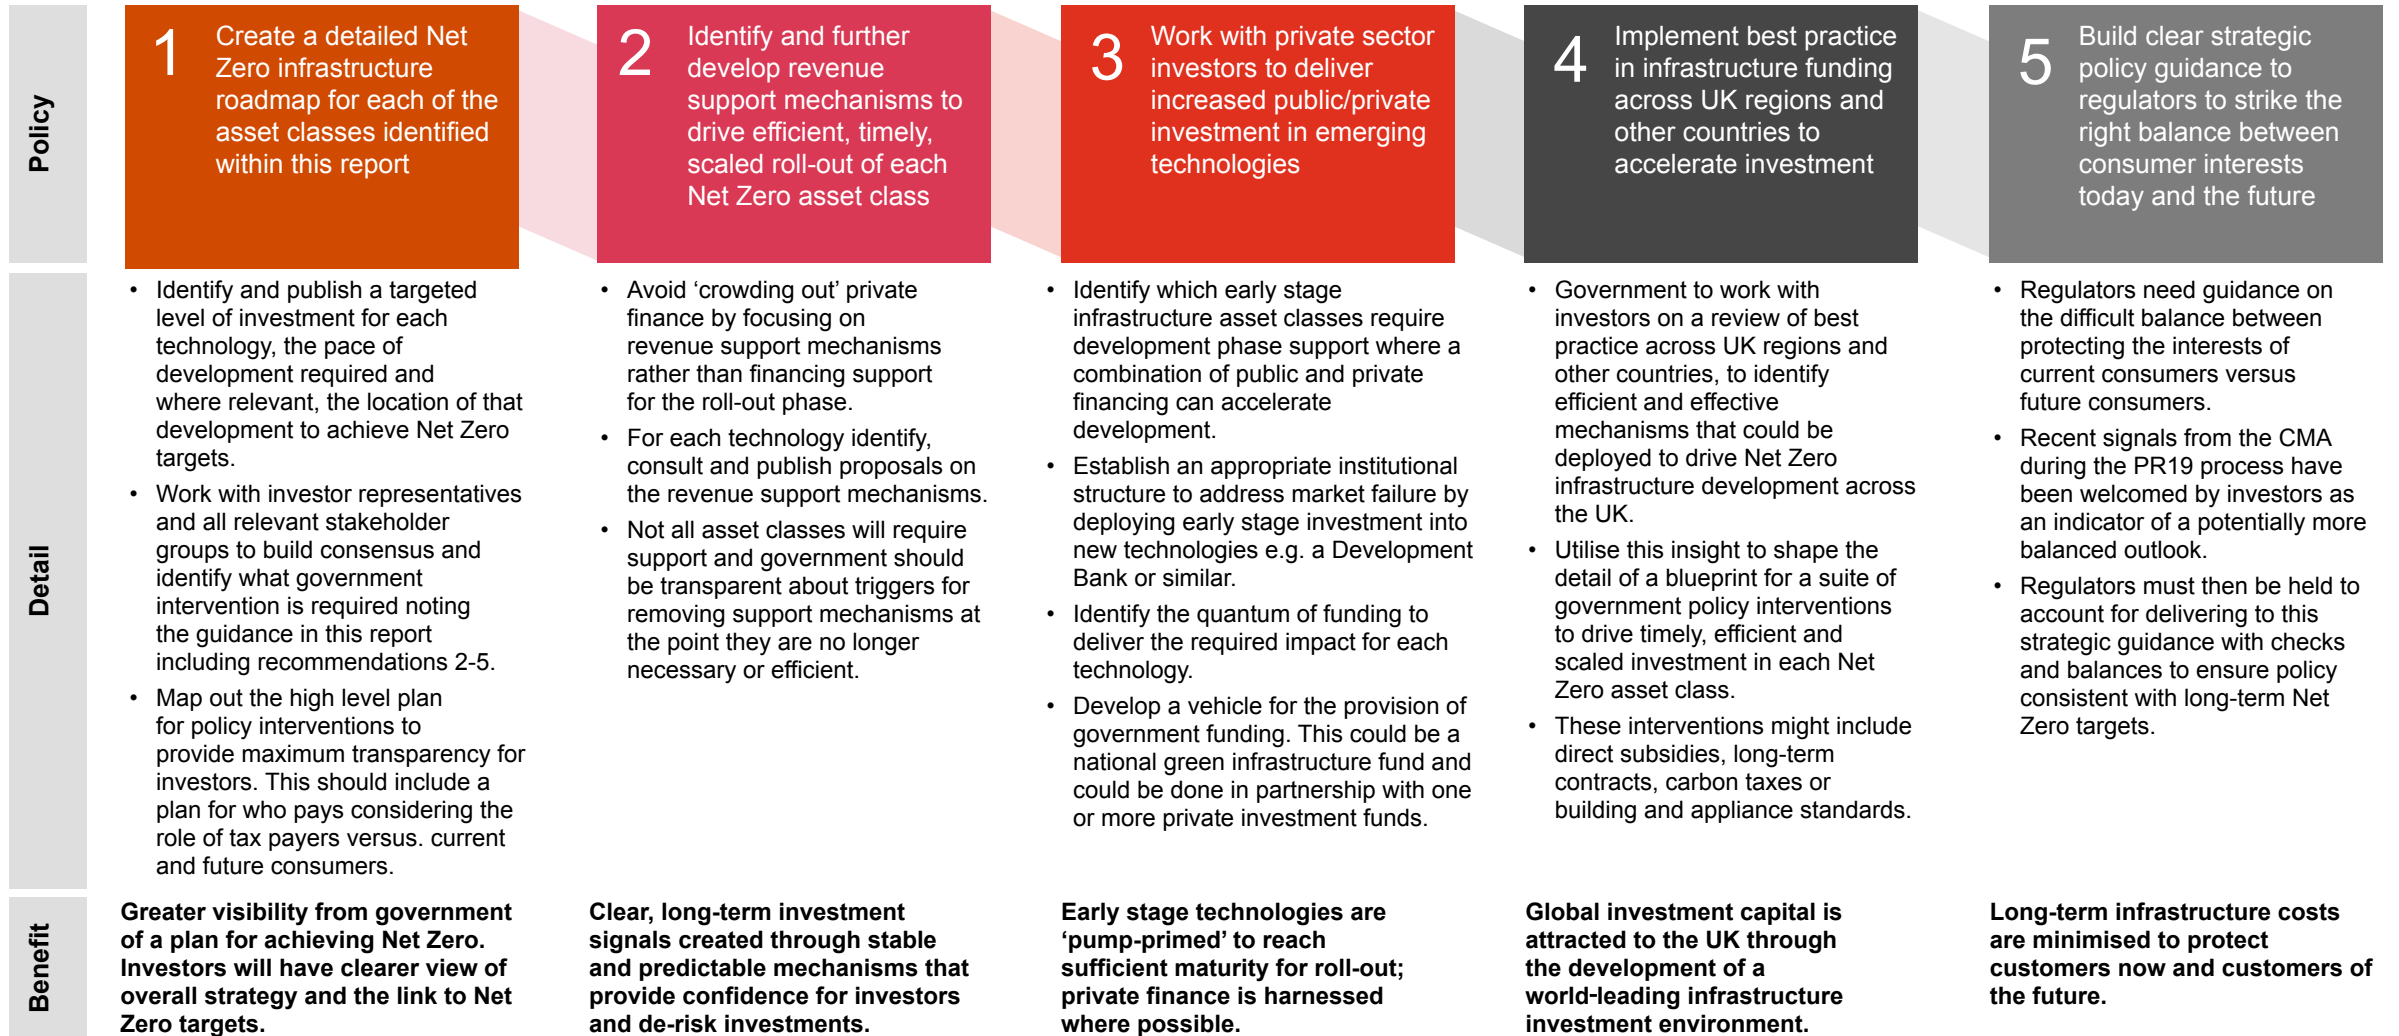 Policy
1
Create a detailed Net
Zero infrastructure
roadmap for each of the
asset classes identified
within this report
2
Identify and further
develop revenue
support mechanisms to
drive efficient, timely,
scaled roll-out of each
Net Zero asset class
3
Work with private sector
investors to deliver
increased public/private
investment in emerging
technologies
4
Implement best practice
in infrastructure funding
across UK regions and
other countries to
accelerate investment
5
Build clear strategic
policy guidance to
regulators to strike the
right balance between
consumer interests
today and the future
Detail
• Identify and publish a targeted
level of investment for each
technology, the pace of
development required and
where relevant, the location of that
development to achieve Net Zero
targets.
• Work with investor representatives
and all relevant stakeholder
groups to build consensus and
identify what government
intervention is required noting
the guidance in this report
including recommendations 2-5.
• Map out the high level plan
for policy interventions to
provide maximum transparency for
investors. This should include a
plan for who pays considering the
role of tax payers versus. current
and future consumers.
• Avoid ‘crowding out’ private
finance by focusing on
revenue support mechanisms
rather than financing support
for the roll-out phase.
• For each technology identify,
consult and publish proposals on
the revenue support mechanisms.
• Not all asset classes will require
support and government should
be transparent about triggers for
removing support mechanisms at
the point they are no longer
necessary or efficient.
• Identify which early stage
infrastructure asset classes require
development phase support where a
combination of public and private
financing can accelerate
development.
• Establish an appropriate institutional
structure to address market failure by
deploying early stage investment into
new technologies e.g. a Development
Bank or similar.
• Identify the quantum of funding to
deliver the required impact for each
technology.
• Develop a vehicle for the provision of
government funding. This could be a
national green infrastructure fund and
could be done in partnership with one
or more private investment funds.
• Government to work with
investors on a review of best
practice across UK regions and
other countries, to identify
efficient and effective
mechanisms that could be
deployed to drive Net Zero
infrastructure development across
the UK.
• Utilise this insight to shape the
detail of a blueprint for a suite of
government policy interventions
to drive timely, efficient and
scaled investment in each Net
Zero asset class.
• These interventions might include
direct subsidies, long-term
contracts, carbon taxes or
building and appliance standards.
• Regulators need guidance on
the difficult balance between
protecting the interests of
current consumers versus
future consumers.
• Recent signals from the CMA
during the PR19 process have
been welcomed by investors as
an indicator of a potentially more
balanced outlook.
• Regulators must then be held to
account for delivering to this
strategic guidance with checks
and balances to ensure policy
consistent with long-term Net
Zero targets.
Benefit
Greater visibility from government
of a plan for achieving Net Zero.
Investors will have clearer view of
overall strategy and the link to Net
Zero targets.
Clear, long-term investment
signals created through stable
and predictable mechanisms that
provide confidence for investors
and de-risk investments.
Early stage technologies are
‘pump-primed’ to reach
sufficient maturity for roll-out;
private finance is harnessed
where possible.
Global investment capital is
attracted to the UK through
the development of a
world-leading infrastructure
investment environment.
Long-term infrastructure costs
are minimised to protect
customers now and customers of
the future.